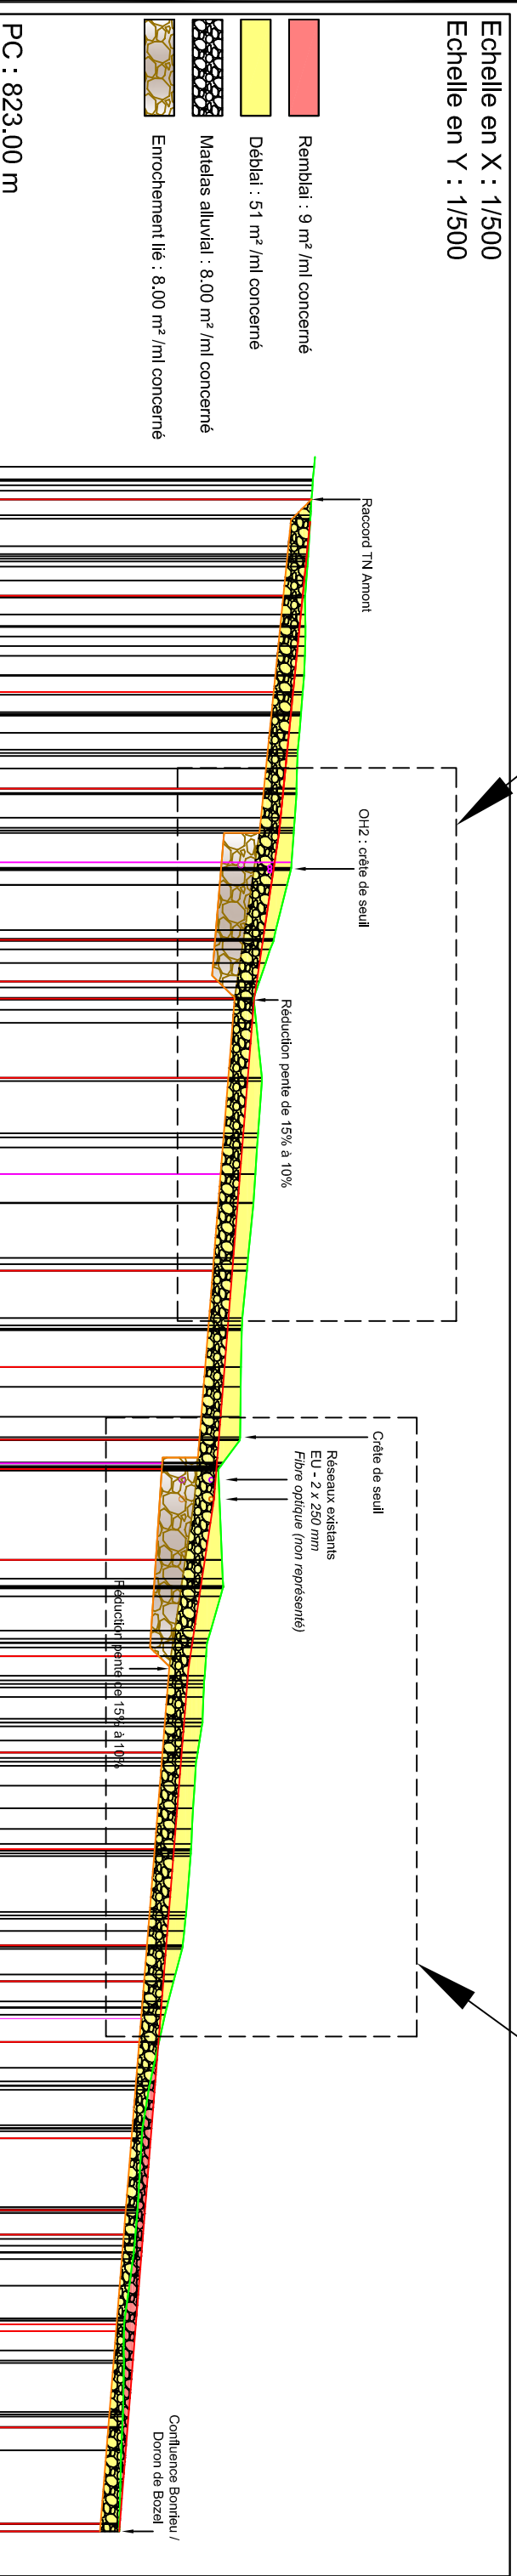 Echelle en X : 1/500
Echelle en Y : 1/500
Remblai : 9 m² /ml concerné
Déblai : 51 m² /ml concerné
Matelas alluvial : 8.00 m² /ml concerné
Enrochement lié : 8.00 m² /ml concerné
PC : 823.00 m
Raccord TN Amont
OH2 : crête de seuil
Réduction pente de 15% à 10%
Crête de seuil
Réseaux existants
EU - 2 x 250 mm
Fibre optique (non représenté)
Réduction pente de 15% à 10%
Confluence Bonrieu /
Doron de Bozel